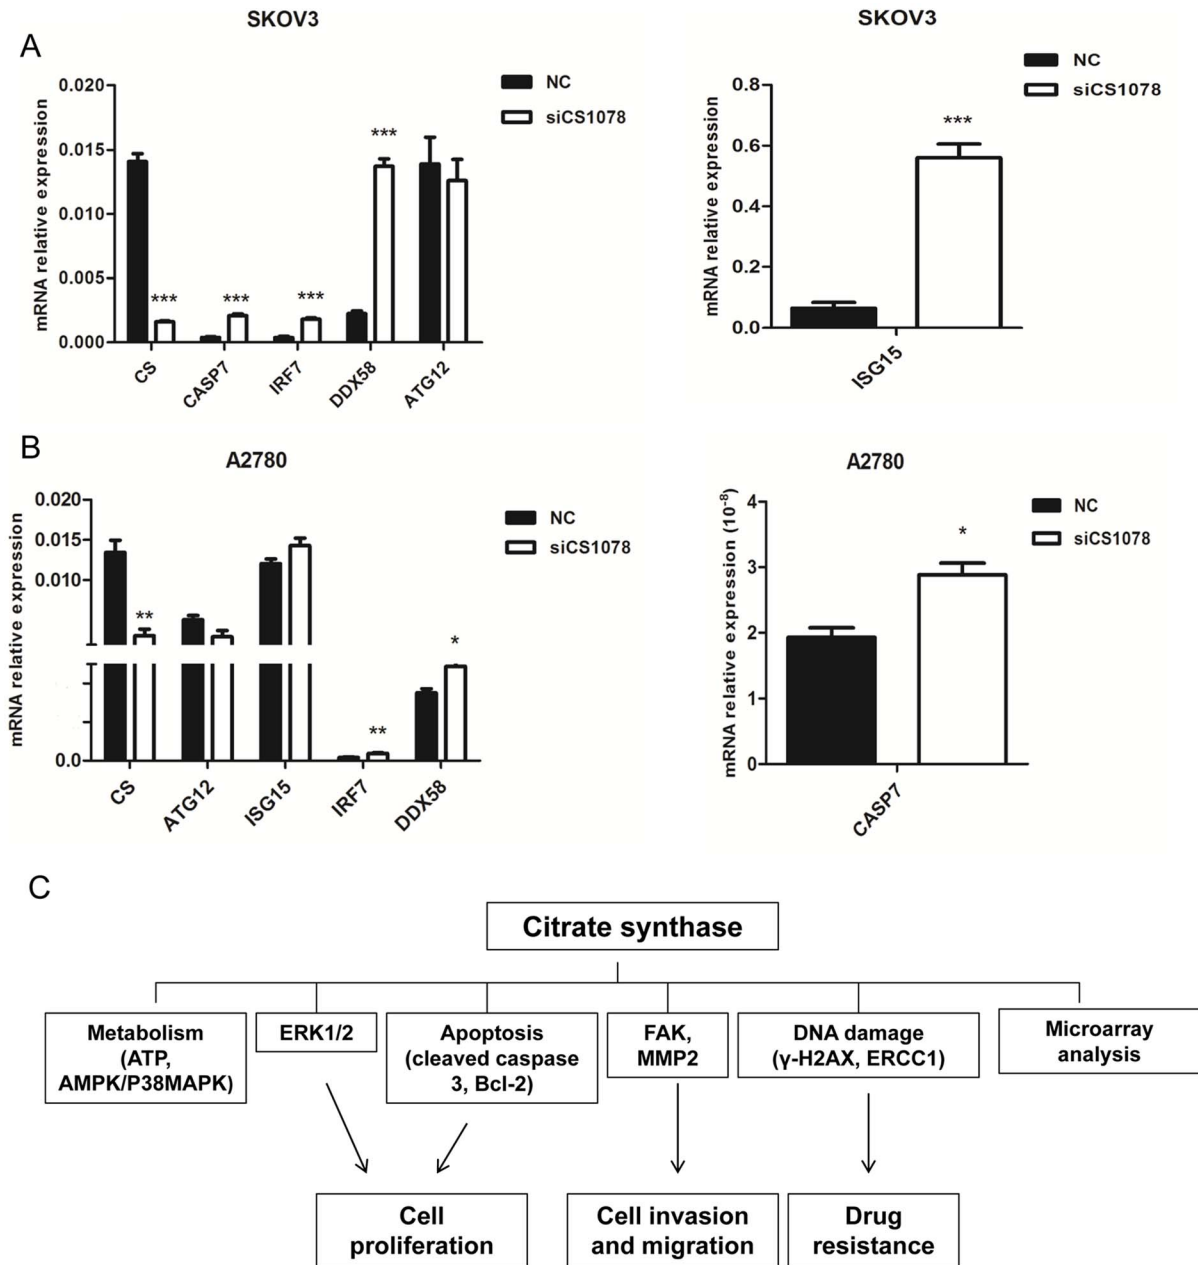 A
SKOV3
NC
siCS1078
mRNA relative expression
0.020
0.015
0.010
0.005
0.000
***
***
***
***
CS
CASP7
IRF7
DDX58
ATG12
SKOV3
NC
siCS1078
mRNA relative expression
0.8
0.6
0.4
0.2
0.0
***
ISG15
B
A2780
NC
siCS1078
mRNA relative expression
0.020
0.015
0.010
0.0
**
**
*
CS
ATG12
ISG15
IRF7
DDX58
A2780
NC
siCS1078
mRNA relative expression (10⁻⁸)
4
3
2
1
0
*
CASP7
C
Citrate synthase
Metabolism
(ATP,
AMPK/P38MAPK)
ERK1/2
Apoptosis
(cleaved caspase
3, Bcl-2)
FAK,
MMP2
DNA damage
(γ-H2AX, ERCC1)
Microarray
analysis
Cell
proliferation
Cell invasion
and migration
Drug
resistance